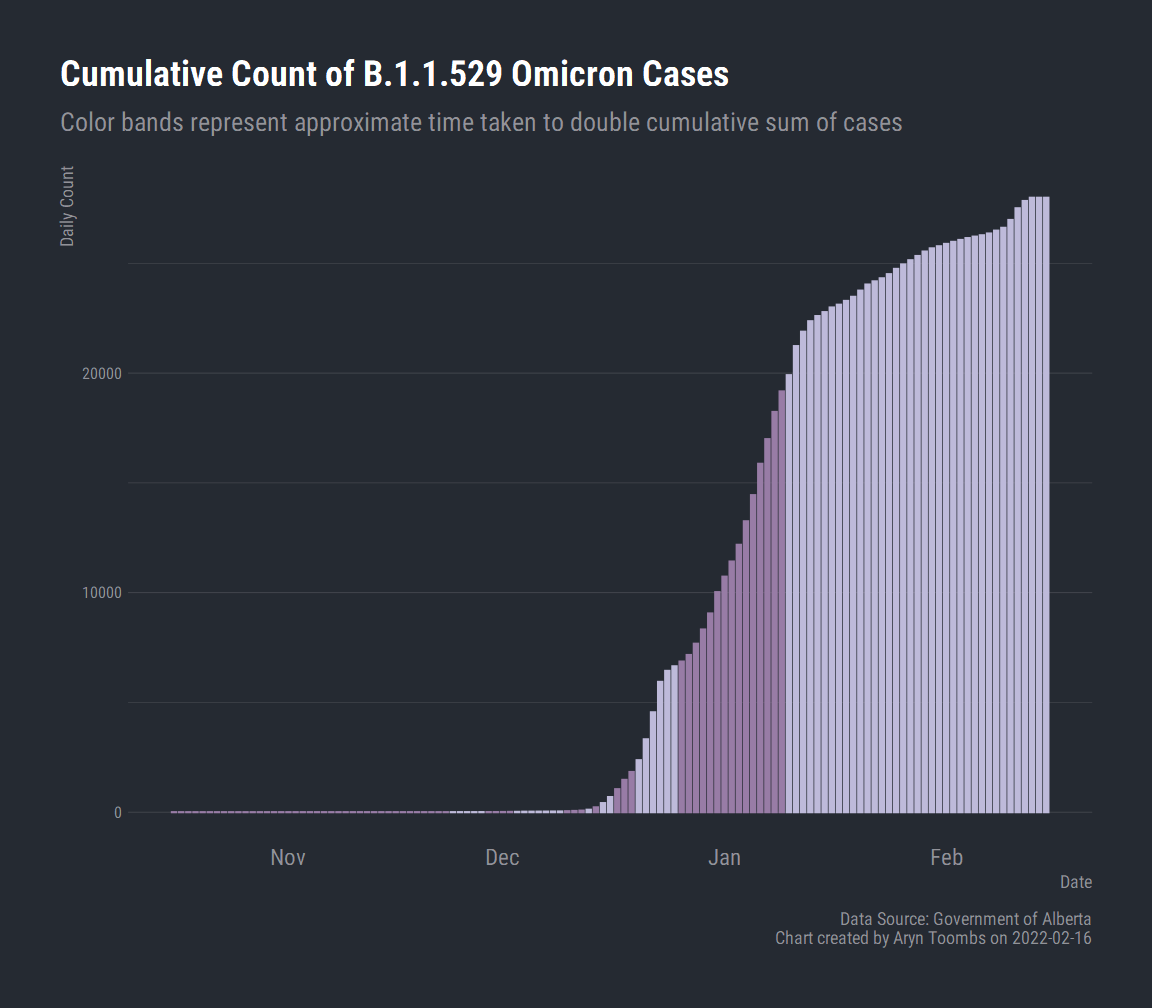 Cumulative Count of B.1.1.529 Omicron Cases
Color bands represent approximate time taken to double cumulative sum of cases
Daily Count
20000
10000
0
Nov Dec Jan Feb
Date
Data Source: Government of Alberta
Chart created by Aryn Toombs on 2022-02-16